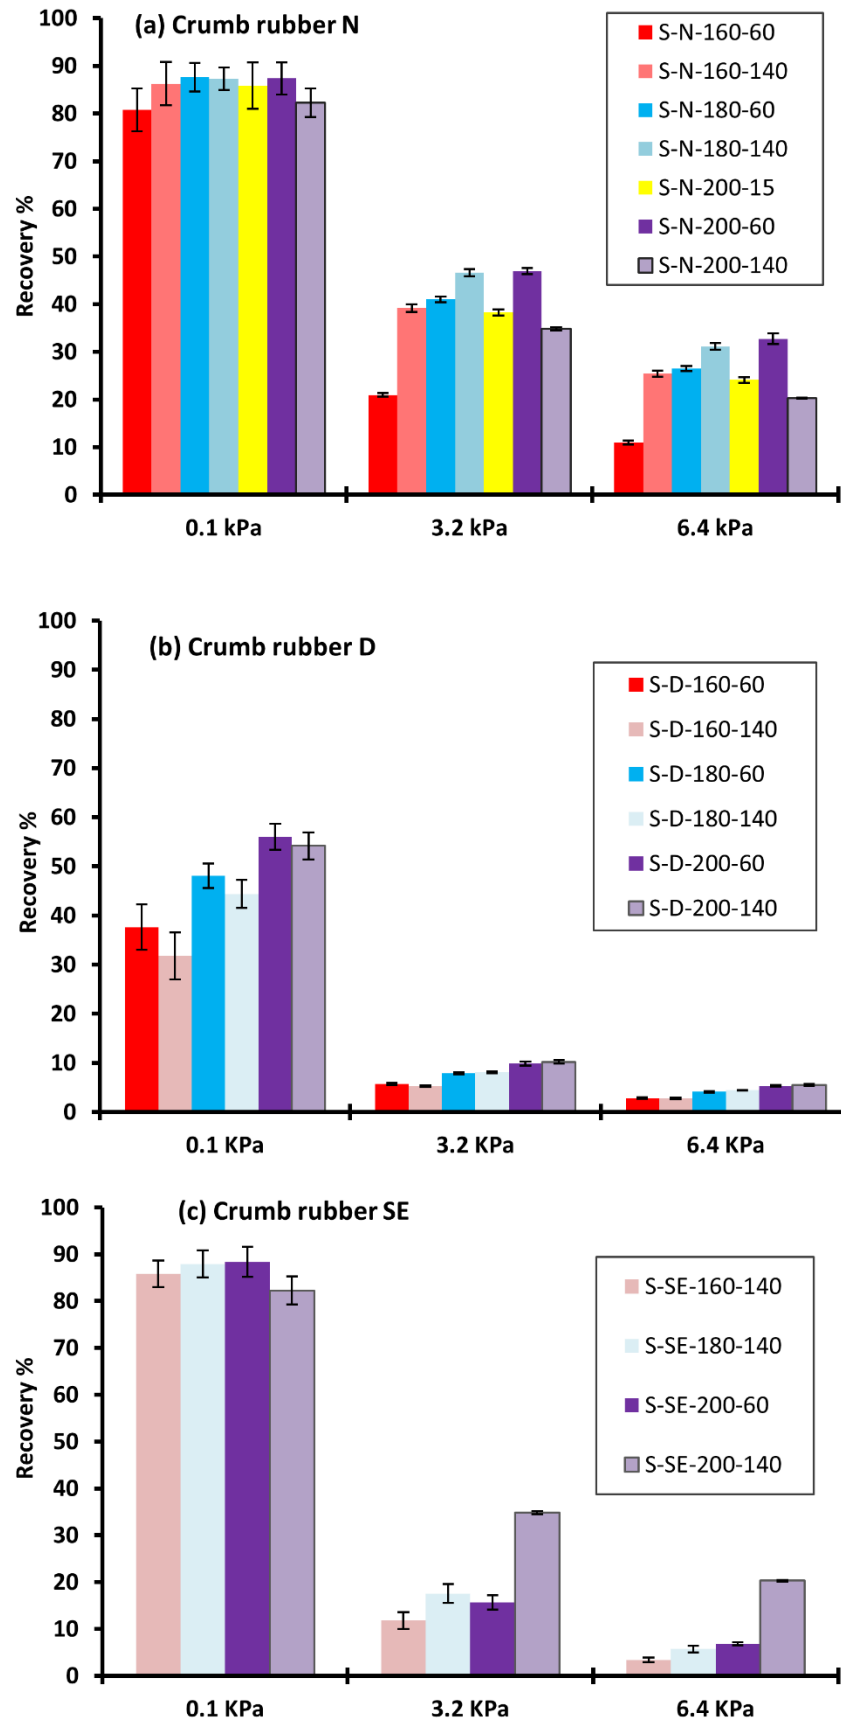 (a) Crumb rubber N
Recovery %
100
90
80
70
60
50
40
30
20
10
0
0.1 kPa
3.2 kPa
6.4 kPa
S-N-160-60
S-N-160-140
S-N-180-60
S-N-180-140
S-N-200-15
S-N-200-60
S-N-200-140
(b) Crumb rubber D
Recovery %
100
90
80
70
60
50
40
30
20
10
0
0.1 KPa
3.2 KPa
6.4 KPa
S-D-160-60
S-D-160-140
S-D-180-60
S-D-180-140
S-D-200-60
S-D-200-140
(c) Crumb rubber SE
Recovery %
100
90
80
70
60
50
40
30
20
10
0
0.1 KPa
3.2 KPa
6.4 KPa
S-SE-160-140
S-SE-180-140
S-SE-200-60
S-SE-200-140